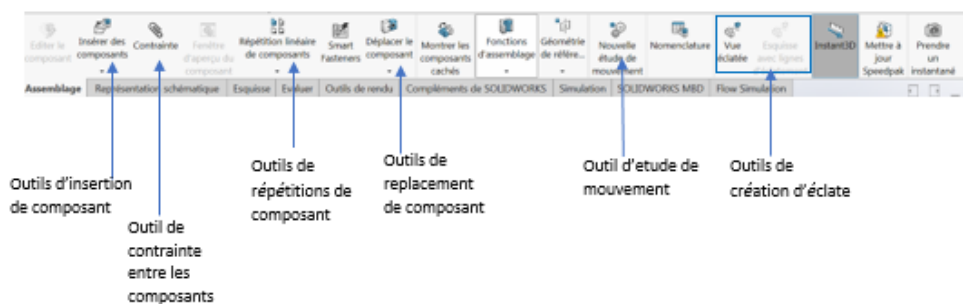 Editer le composant
Insérer des composants
Contrainte
Fenêtre d'aperçu du composant
Répétition linéaire de composants
Smart Fasteners
Déplacer le composant
Montrer les composants cachés
Fonctions d'assemblage
Géométrie de référe...
Nouvelle étude de mouvement
Nomenclature
Vue éclatée
Esquisse avec lignes
Instant3D
Mettre à jour Speedpak
Prendre un instantané
Assemblage
Représentation schématique
Esquisse
Evaluer
Outils de rendu
Compléments de SOLIDWORKS
Simulation
SOLIDWORKS MBD
Flow Simulation
Outils d'insertion
de composant
Outil de
contrainte
entre les
composants
Outils de
répétitions de
composant
Outils de
replacement
de composant
Outil d'etude de
mouvement
Outils de
création d'éclate